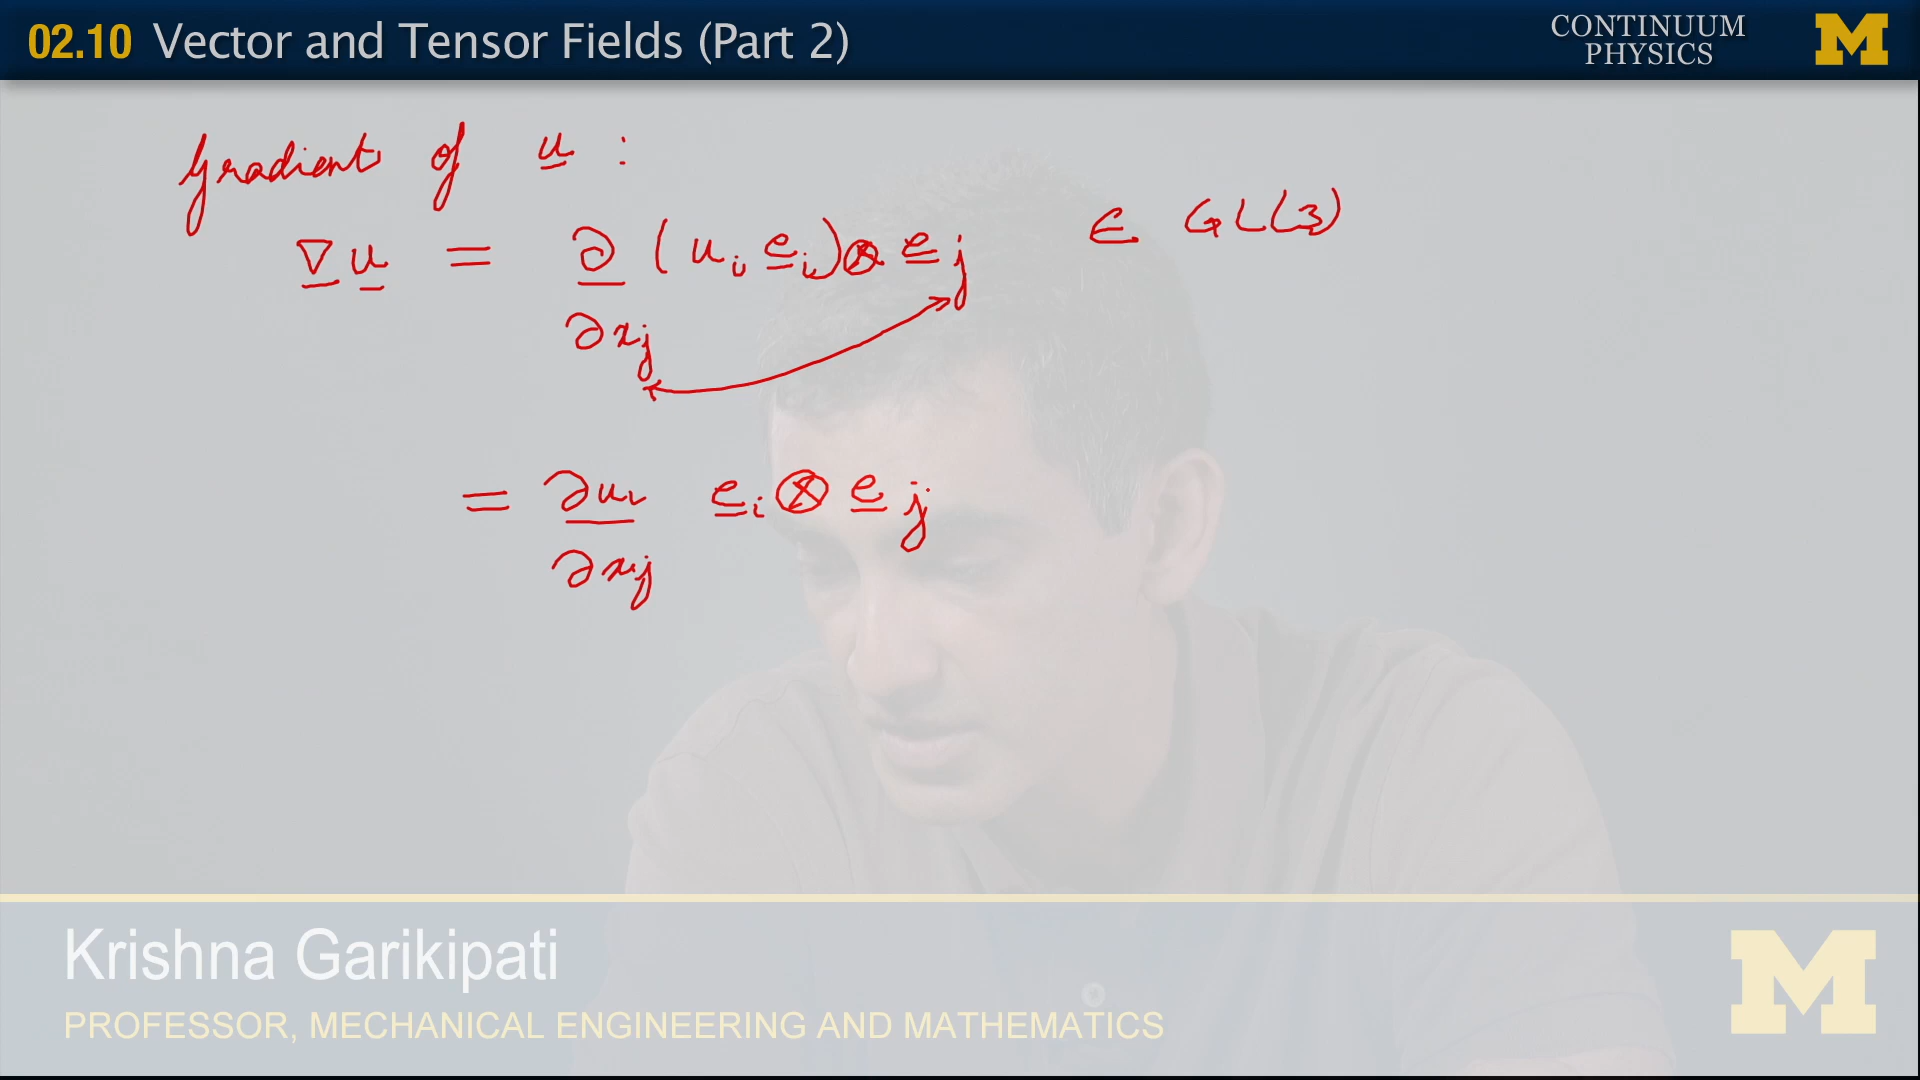 02.10 Vector and Tensor Fields (Part 2)
CONTINUUM
PHYSICS
M
Gradient of u :
∇u = ∂/∂xj (ui ei) ⊗ ej ∈ GL(3)
= ∂ui/∂xj ei ⊗ ej
Krishna Garikipati
PROFESSOR, MECHANICAL ENGINEERING AND MATHEMATICS
M